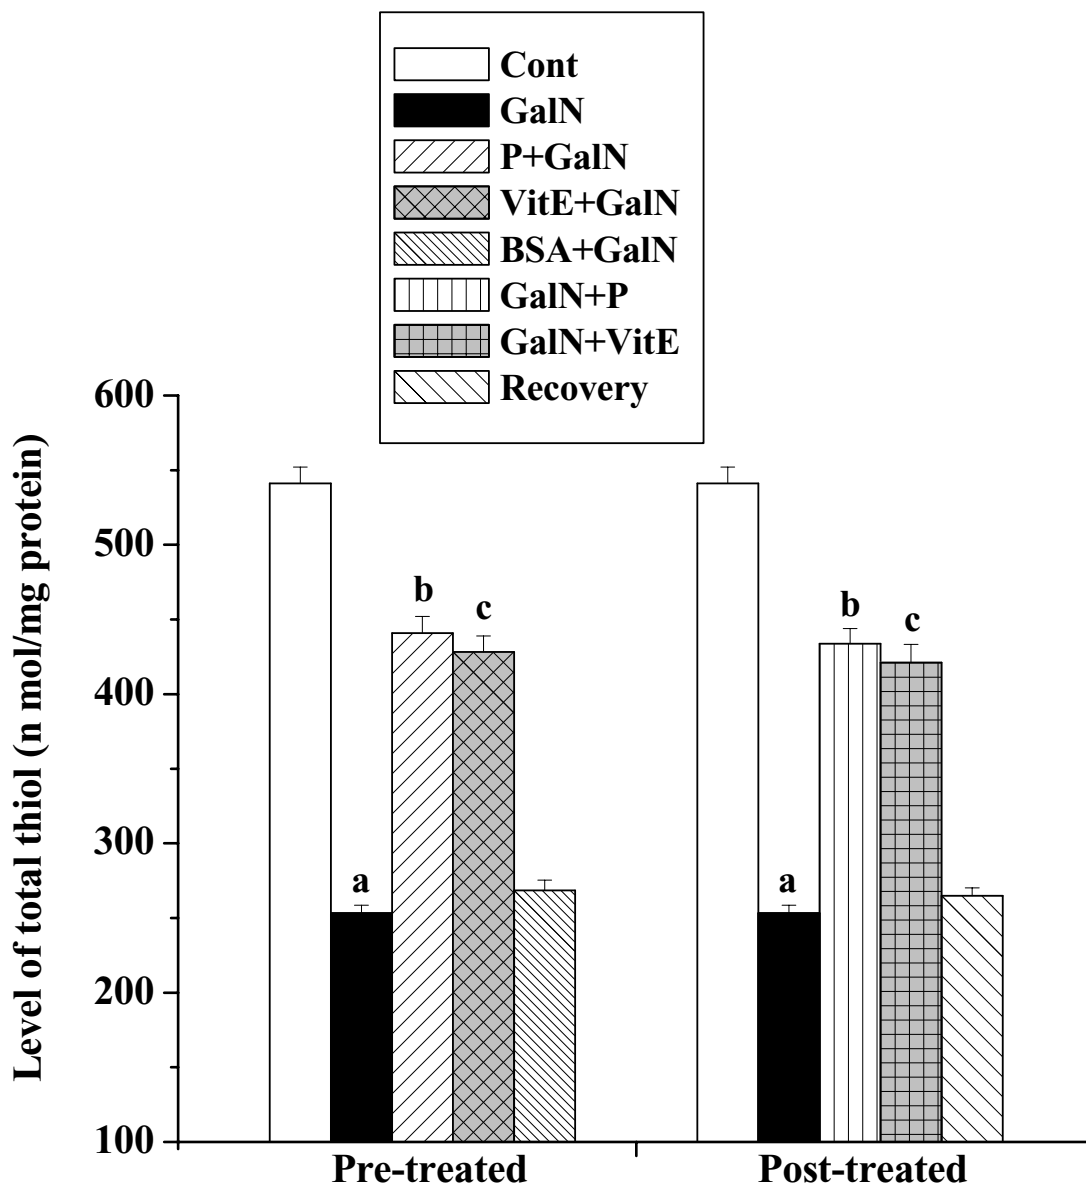 Cont
GalN
P+GalN
VitE+GalN
BSA+GalN
GalN+P
GalN+VitE
Recovery
Level of total thiol (n mol/mg protein)
600
500
400
300
200
100
a
b
c
a
b
c
Pre-treated
Post-treated